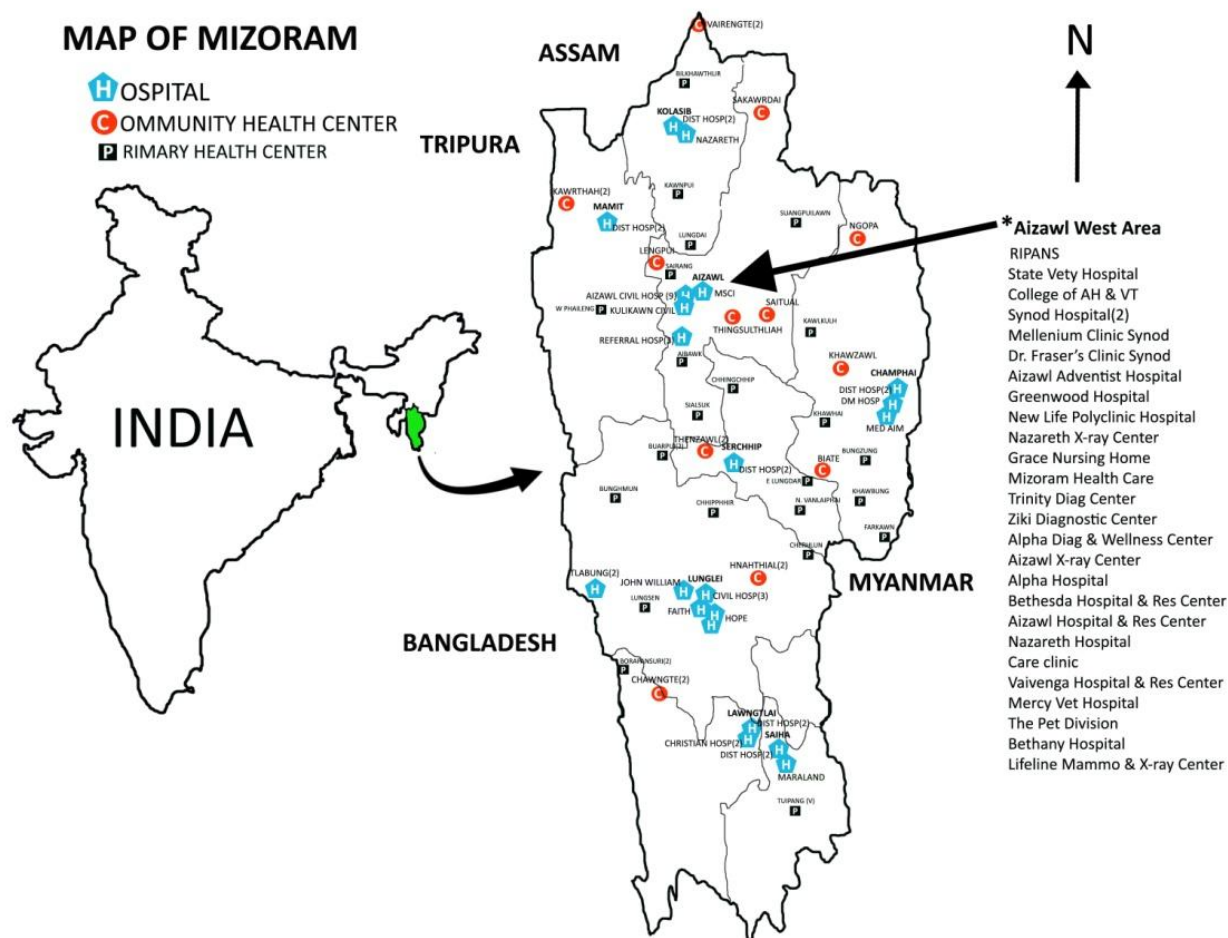 MAP OF MIZORAM
H OSPITAL
C OMMUNITY HEALTH CENTER
P RIMARY HEALTH CENTER
INDIA
ASSAM
TRIPURA
BANGLADESH
MYANMAR
N
VAIRENGTE(2)
BILKHAWTHUR
P
SAKAWRDAI
C
KOLASIB
DIST HOSP(2)
H
H
NAZARETH
KAWRTHAH(2)
C
KAWNPUI
P
MAMIT
H
DIST HOSP(2)
SUANGPUILAWN
P
NGOPA
C
LUNGDAI
P
LENGPUI
C
SAIRANG
P
AIZAWL
H
MSCI
AIZAWL CIVIL HOSP (9)
H
W PHAILENG
P
KULIKAWN CIVIL
H
SAITUAL
C
C
THINGSULTHLIAH
KAWLKULH
P
REFERRAL HOSP(3)
H
AIBAWK
P
KHAWZAWL
C
CHHINGCHHIP
P
CHAMPHAI
DIST HOSP(2)
H
DM HOSP
H
H
MED AIM
SIALSUK
P
KHAWHAI
P
THENZAWL(2)
C
SERCHHIP
H
DIST HOSP(2)
BUARPUI(2)
P
BIATE
C
BUNGZUNG
P
E LUNGDAR
P
BUNGHMUN
P
CHHIPPHHIR
P
N. VANLAIPHAI
P
KHAWBUNG
P
FARKAWN
P
P
HNAHTHIAL(2)
C
TLABUNG(2)
H
JOHN WILLIAM
H
LUNGLEI
H
CIVIL HOSP(3)
LUNGSEN
P
FAITH
H
H
HOPE
H
P
CHAWNGTE(2)
C
LAWNGTLAI
DIST HOSP(2)
H
CHRISTIAN HOSP(2)
H
SAIHA
DIST HOSP(2)
H
H
MARALAND
TUIPANG (V)
P
*Aizawl West Area
RIPANS
State Vety Hospital
College of AH & VT
Synod Hospital(2)
Mellenium Clinic Synod
Dr. Fraser's Clinic Synod
Aizawl Adventist Hospital
Greenwood Hospital
New Life Polyclinic Hospital
Nazareth X-ray Center
Grace Nursing Home
Mizoram Health Care
Trinity Diag Center
Ziki Diagnostic Center
Alpha Diag & Wellness Center
Aizawl X-ray Center
Alpha Hospital
Bethesda Hospital & Res Center
Aizawl Hospital & Res Center
Nazareth Hospital
Care clinic
Vaivenga Hospital & Res Center
Mercy Vet Hospital
The Pet Division
Bethany Hospital
Lifeline Mammo & X-ray Center